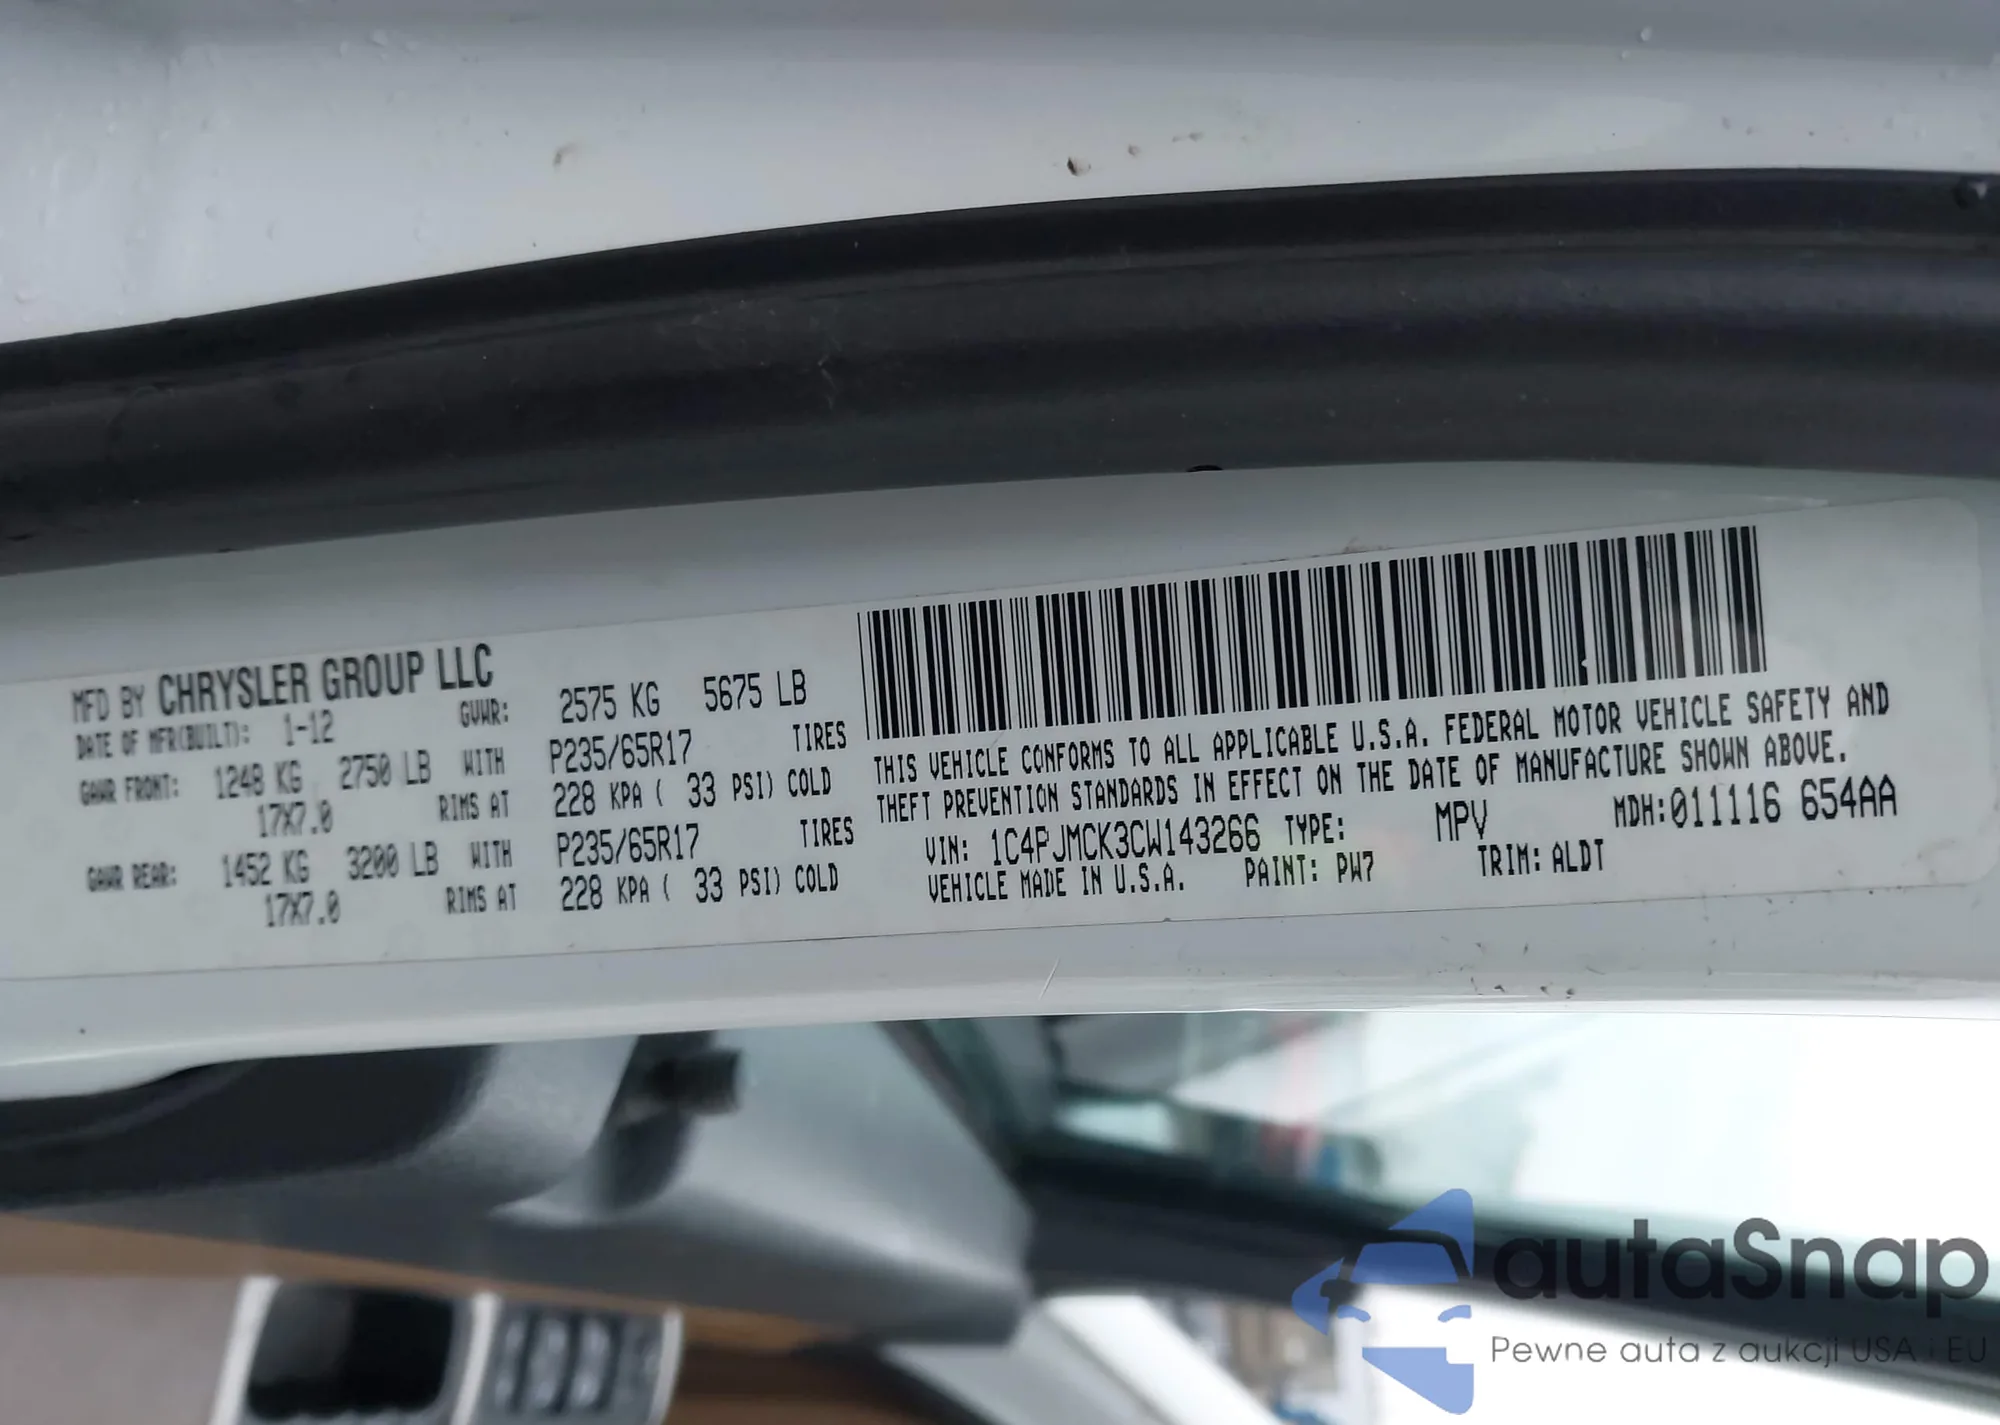 MFD BY CHRYSLER GROUP LLC
DATE OF MFR(BUILT): 1-12 GVWR: 2575 KG 5675 LB
GAWR FRONT: 1248 KG 2750 LB WITH P235/65R17 TIRES
17X7.0 RIMS AT 228 KPA ( 33 PSI) COLD
GAWR REAR: 1452 KG 3200 LB WITH P235/65R17 TIRES
17X7.0 RIMS AT 228 KPA ( 33 PSI) COLD
THIS VEHICLE CONFORMS TO ALL APPLICABLE U.S.A. FEDERAL MOTOR VEHICLE SAFETY AND
THEFT PREVENTION STANDARDS IN EFFECT ON THE DATE OF MANUFACTURE SHOWN ABOVE.
VIN: 1C4PJMCK3CW143266 TYPE: MPV MDH:011116 654AA
VEHICLE MADE IN U.S.A. PAINT: PW7 TRIM: ALDT
autaSnap
Pewne auta z aukcji USA i EU